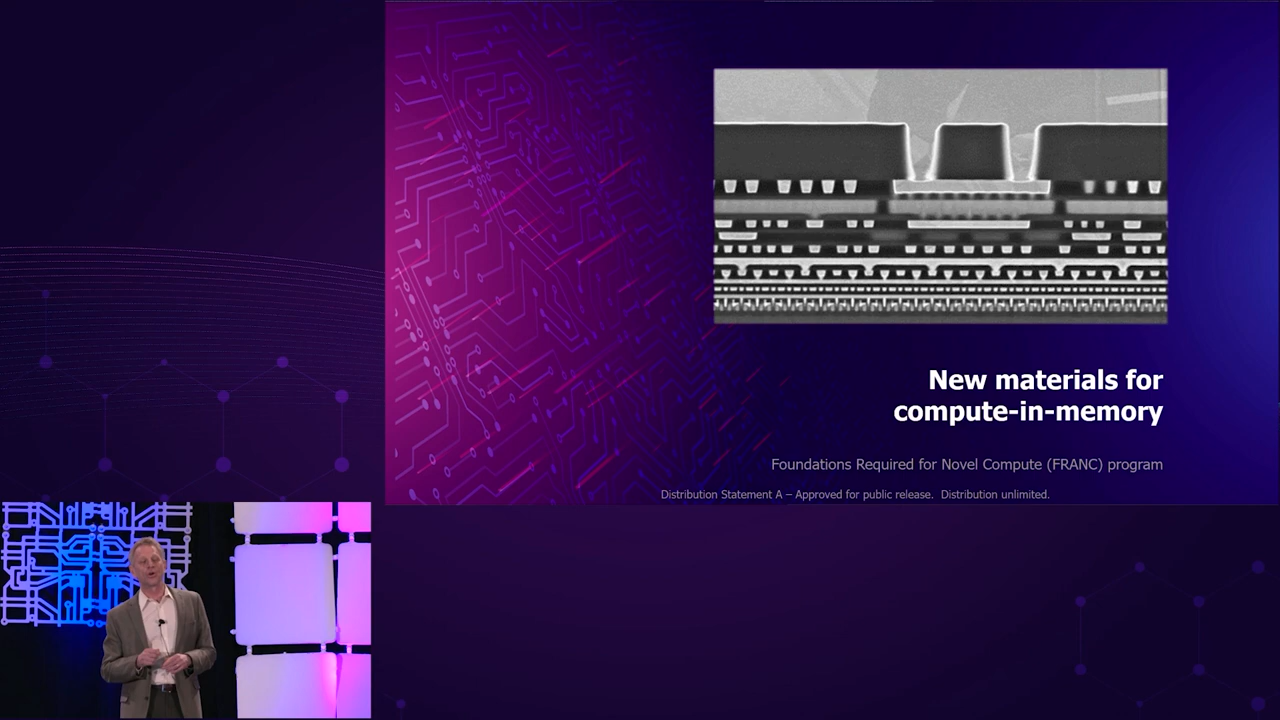 New materials for
compute-in-memory
Foundations Required for Novel Compute (FRANC) program
Distribution Statement A – Approved for public release.  Distribution unlimited.